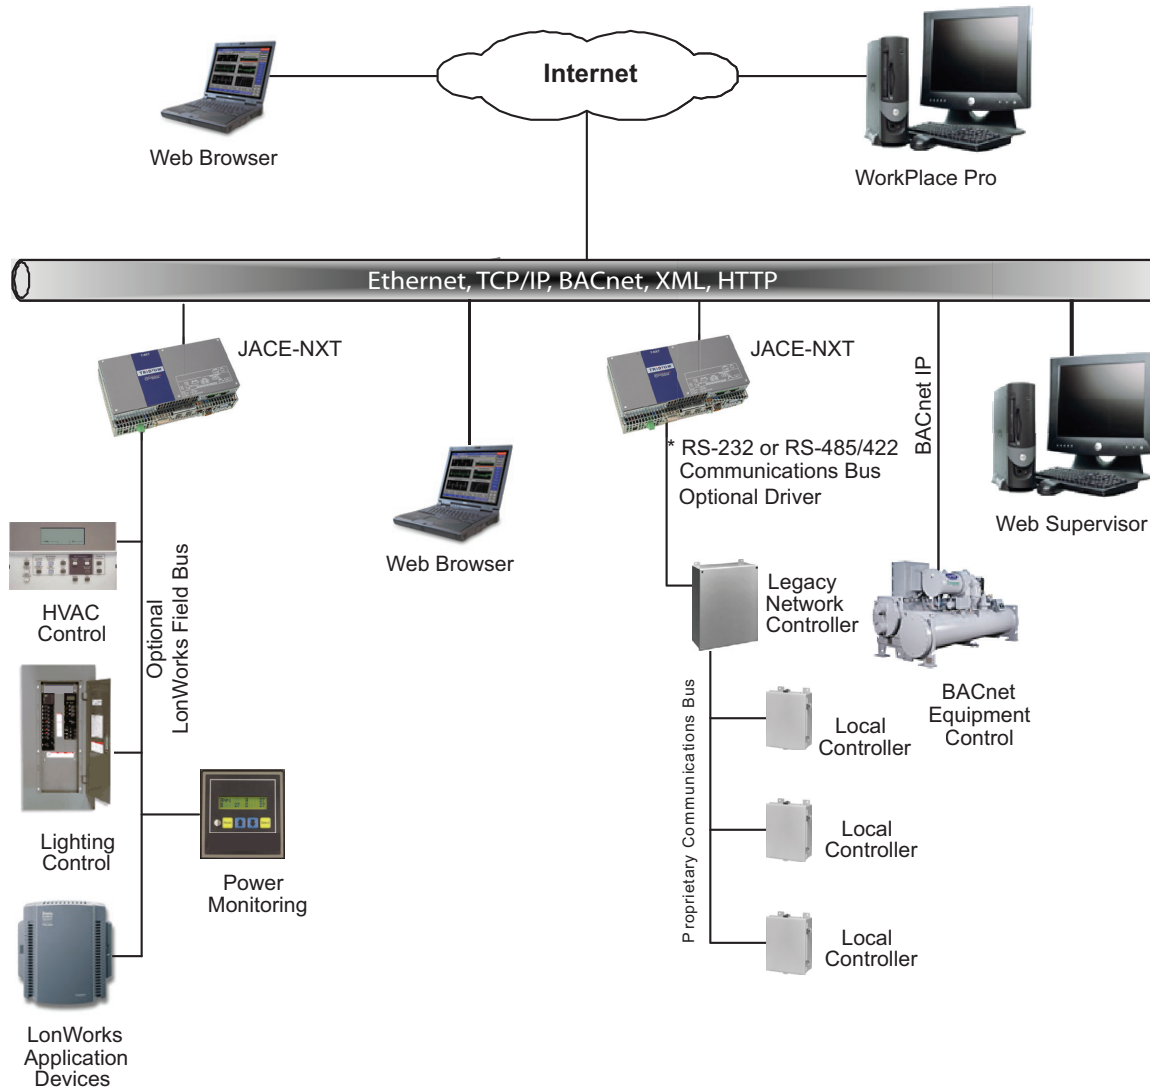 Internet
Web Browser
WorkPlace Pro
Ethernet, TCP/IP, BACnet, XML, HTTP
JACE-NXT
JACE-NXT
BACnet IP
* RS-232 or RS-485/422
Communications Bus
Optional Driver
Web Supervisor
Web Browser
Optional
LonWorks Field Bus
HVAC
Control
Legacy
Network
Controller
BACnet
Equipment
Control
Proprietary Communications Bus
Local
Controller
Lighting
Control
Local
Controller
Power
Monitoring
Local
Controller
LonWorks
Application
Devices